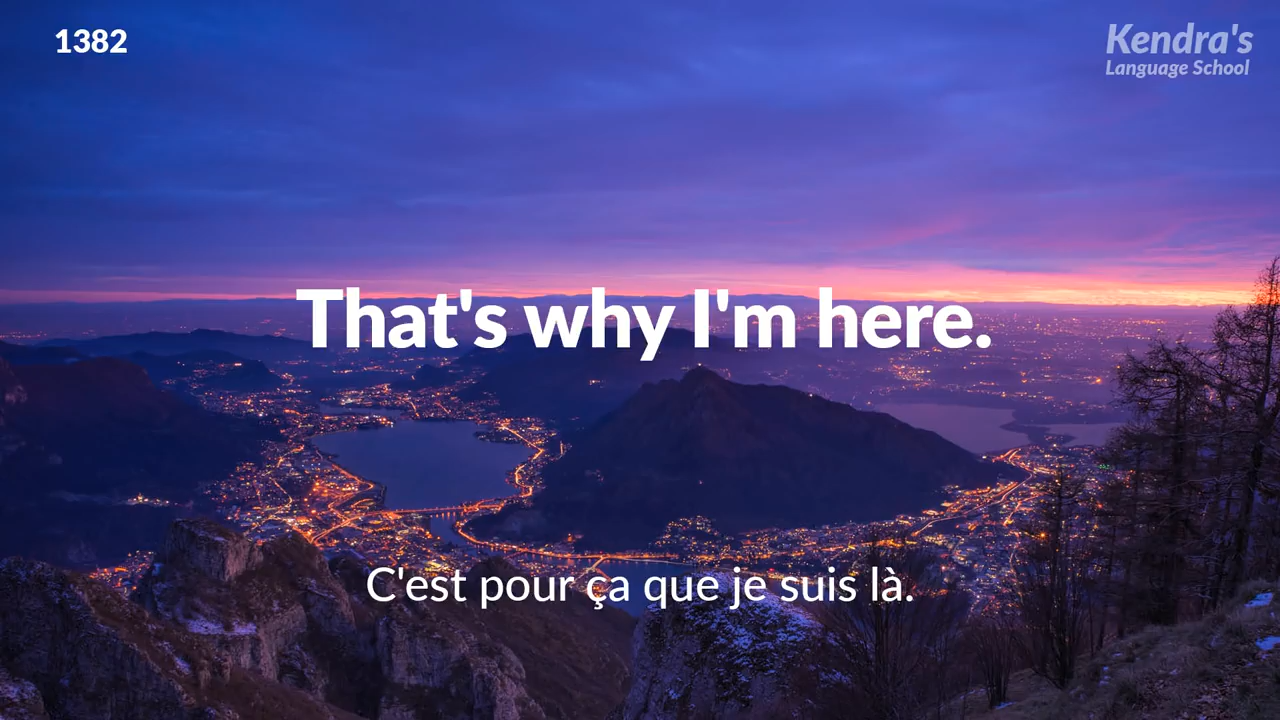 1382
Kendra's
Language School
That's why I'm here.
C'est pour ça que je suis là.